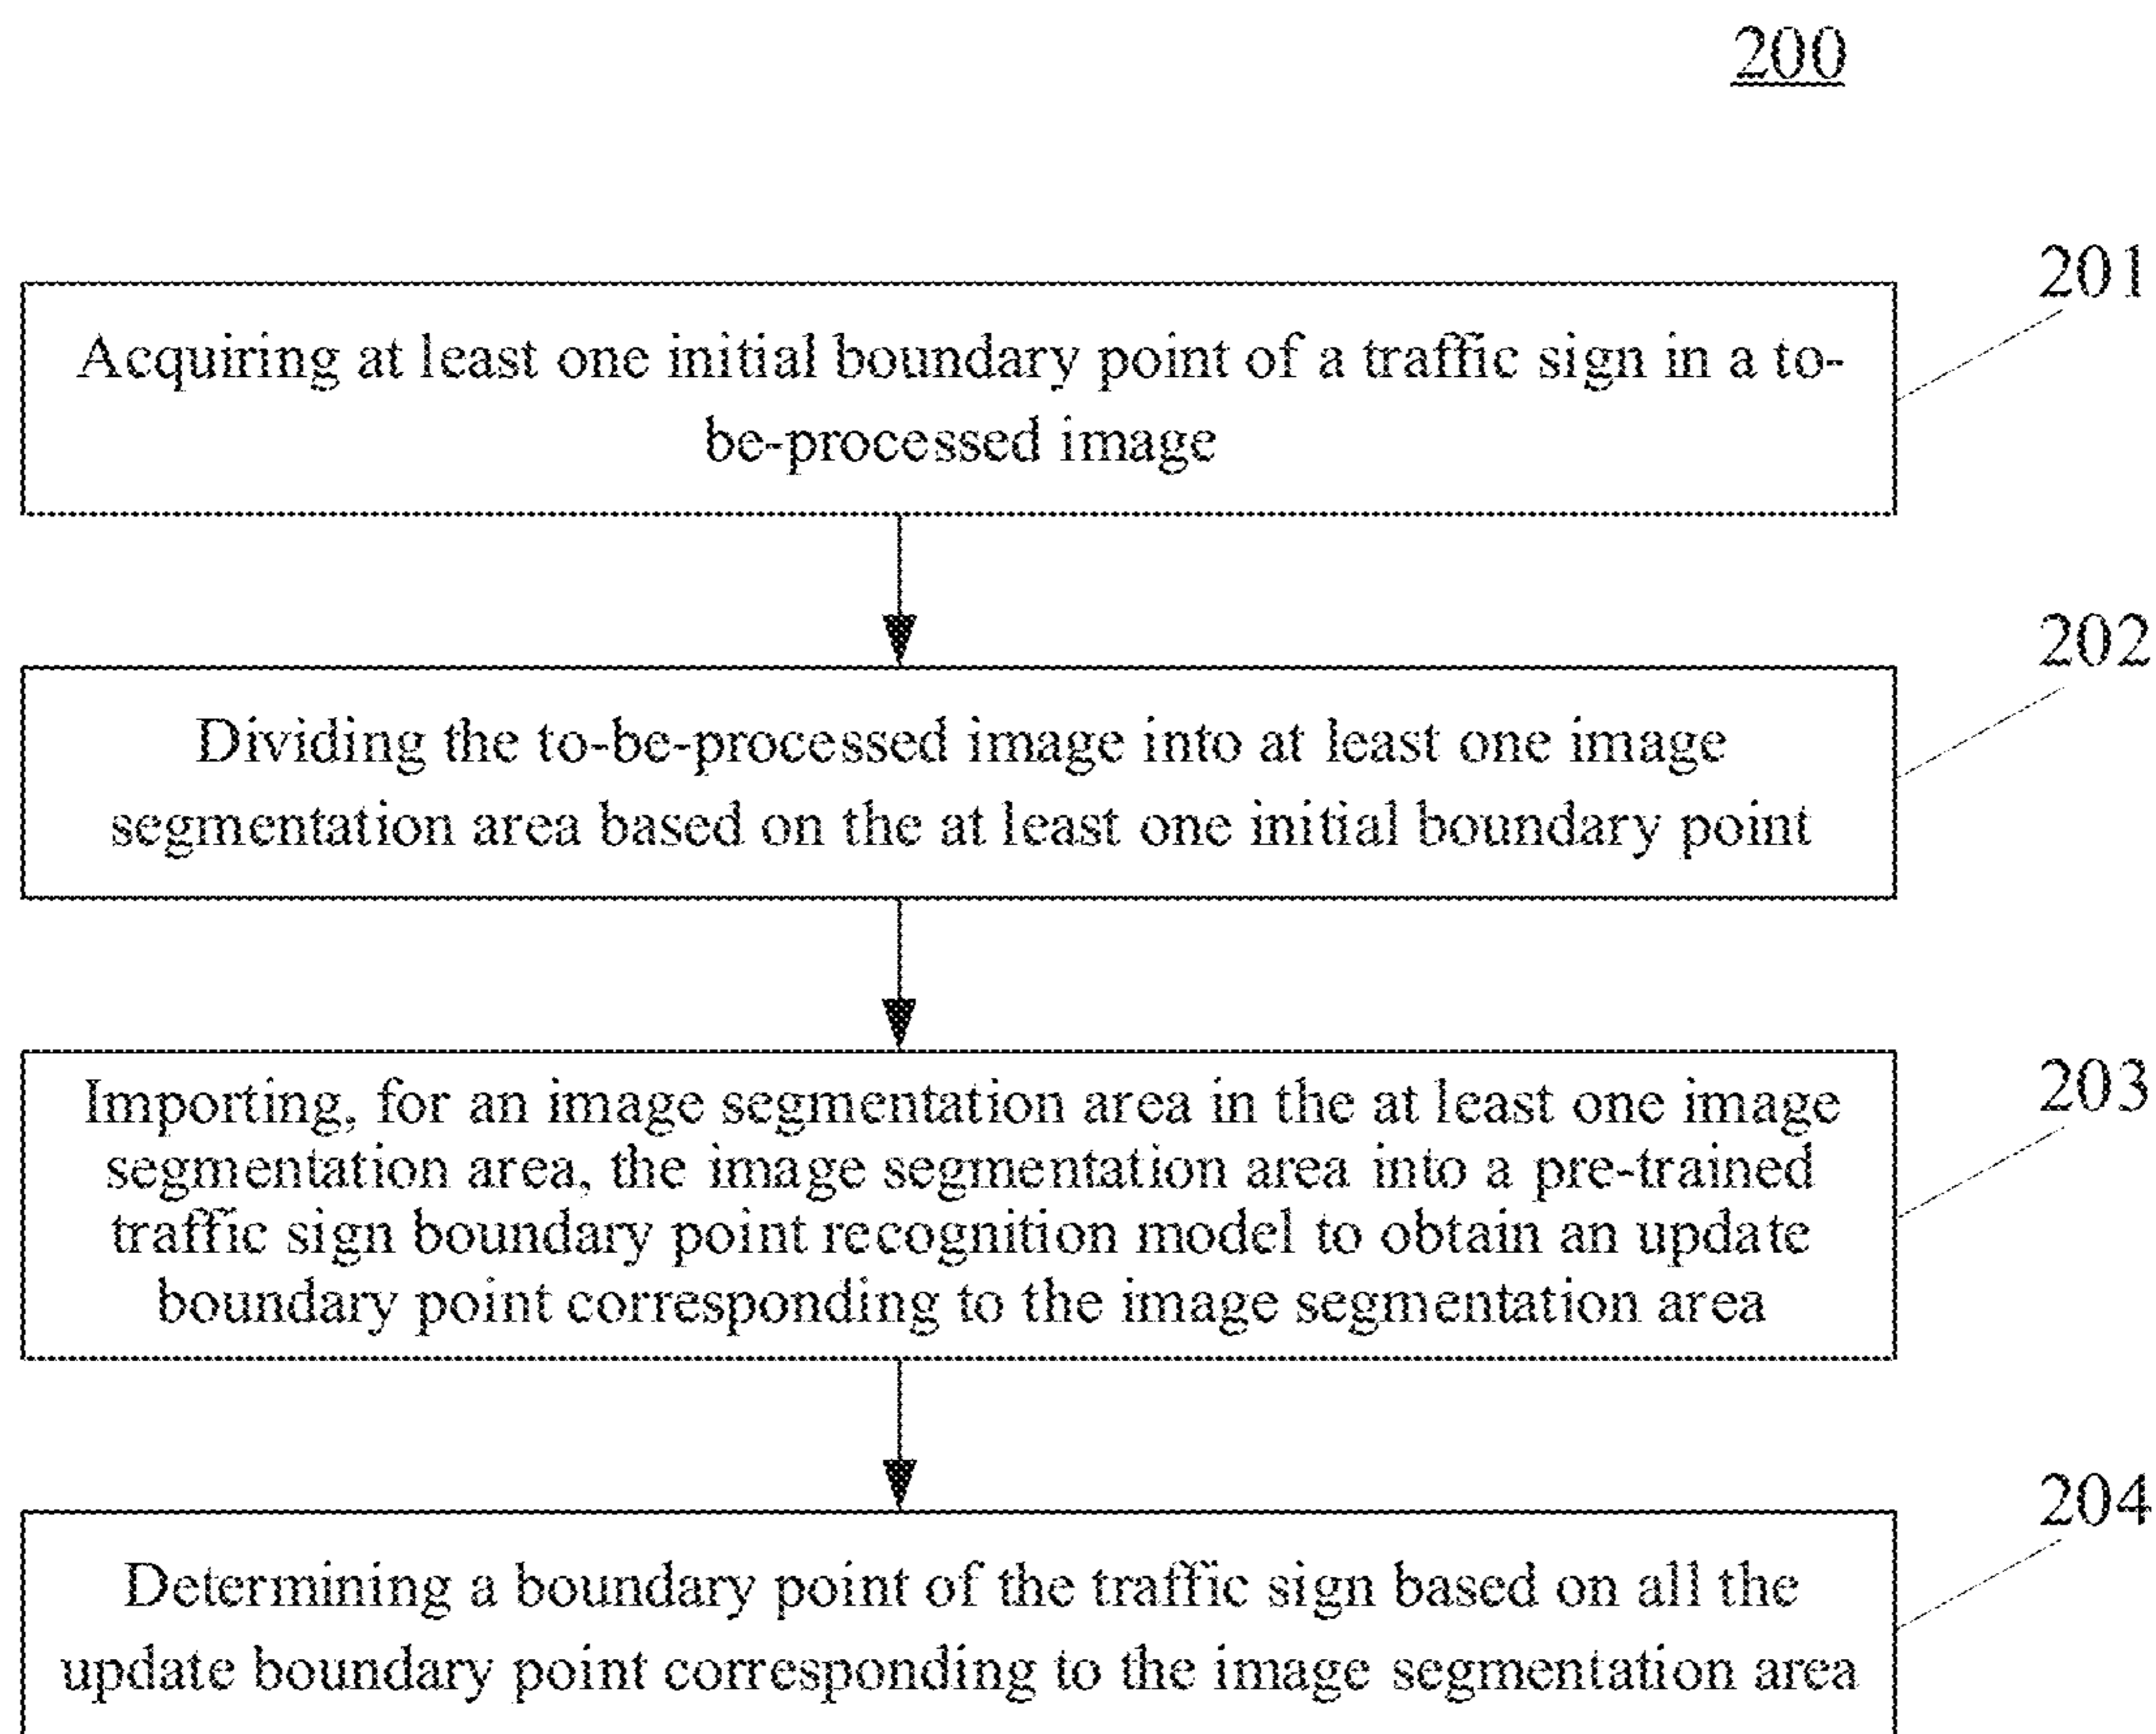 200
201
Acquiring at least one initial boundary point of a traffic sign in a to-
be-processed image
202
Dividing the to-be-processed image into at least one image
segmentation area based on the at least one initial boundary point
203
Importing, for an image segmentation area in the at least one image
segmentation area, the image segmentation area into a pre-trained
traffic sign boundary point recognition model to obtain an update
boundary point corresponding to the image segmentation area
204
Determining a boundary point of the traffic sign based on all the
update boundary point corresponding to the image segmentation area